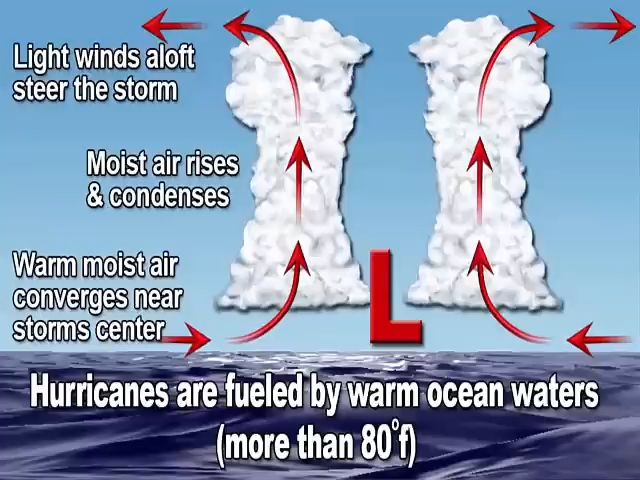 Light winds aloft
steer the storm
Moist air rises
& condenses
Warm moist air
converges near
storms center
L
Hurricanes are fueled by warm ocean waters
(more than 80°f)